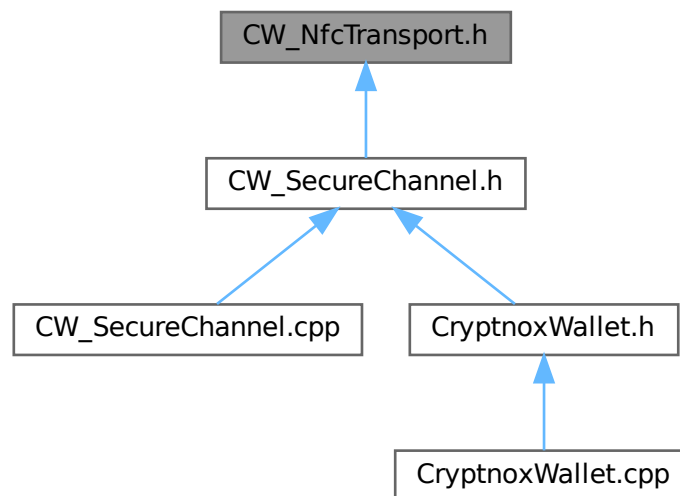 CW_NfcTransport.h
CW_SecureChannel.h
CW_SecureChannel.cpp
CryptnoxWallet.h
CryptnoxWallet.cpp